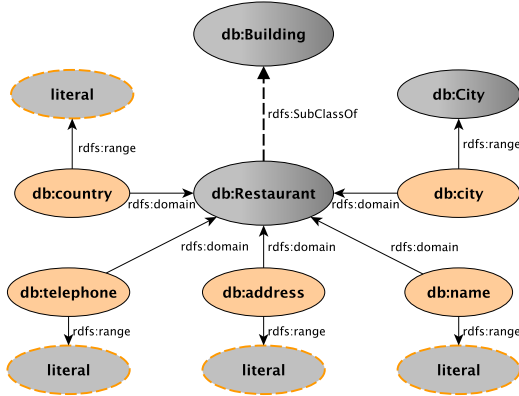 db:Building
literal
db:City
rdfs:SubClassOf
rdfs:range
rdfs:range
db:country
rdfs:domain
db:Restaurant
rdfs:domain
db:city
rdfs:domain
rdfs:domain
rdfs:domain
db:telephone
db:address
db:name
rdfs:range
rdfs:range
rdfs:range
literal
literal
literal